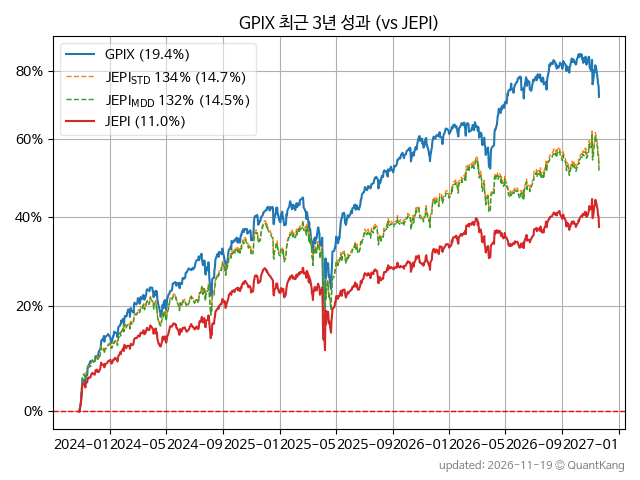 GPIX 최근 3년 성과 (vs JEPI)
GPIX (19.4%)
JEPI_STD 134% (14.7%)
JEPI_MDD 132% (14.5%)
JEPI (11.0%)
80%
60%
40%
20%
0%
2024-01 2024-05 2024-09 2025-01 2025-05 2025-09 2026-01 2026-05 2026-09 2027-01
updated: 2026-11-19 © QuantKang